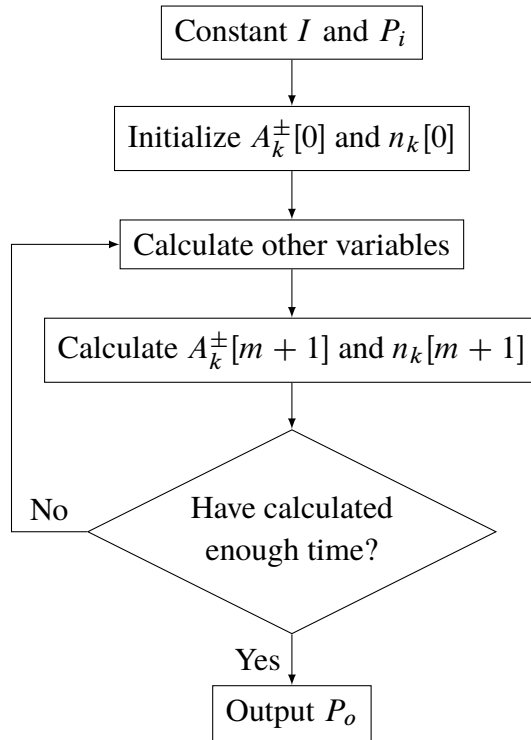 Constant I and P_i
Initialize A_k^±[0] and n_k[0]
Calculate other variables
Calculate A_k^±[m + 1] and n_k[m + 1]
Have calculated
enough time?
No
Yes
Output P_o